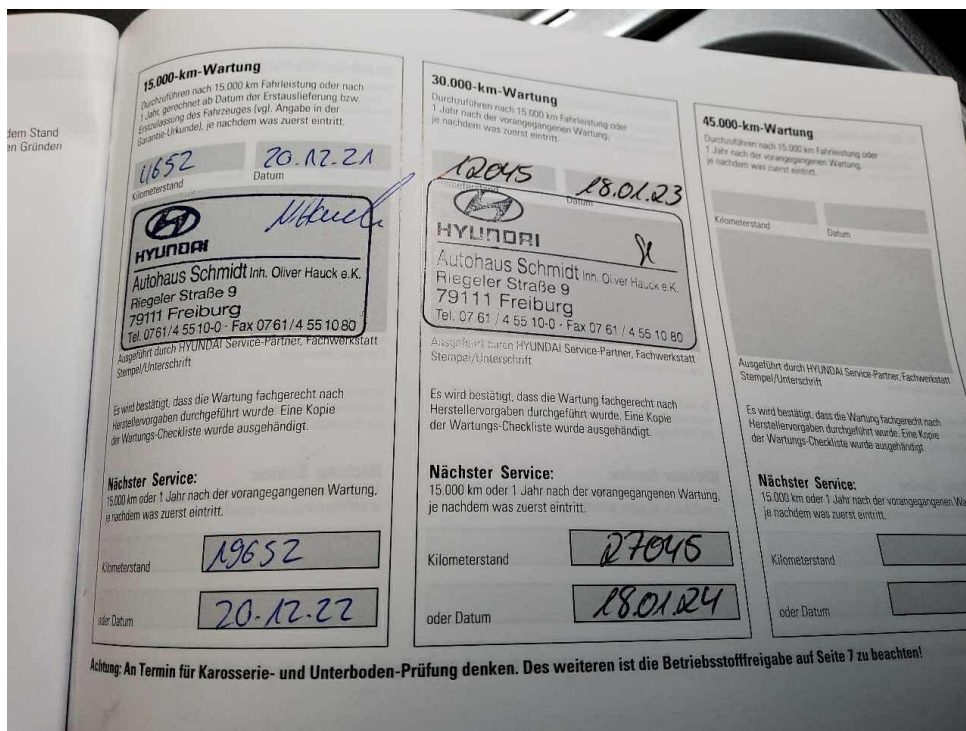 dem Stand
en Gründen
15.000-km-Wartung
Durchzuführen nach 15.000 km Fahrleistung oder nach
1 Jahr, gerechnet ab Datum der Erstauslieferung bzw.
Erstzulassung des Fahrzeuges (vgl. Angabe in der
Garantie-Urkunde), je nachdem was zuerst eintritt.
4652 20.12.21
Kilometerstand Datum
HYUNDAI
Autohaus Schmidt Inh. Oliver Hauck e.K.
Riegeler Straße 9
79111 Freiburg
Tel. 0761/4 55 10-0 · Fax 0761/4 55 10 80
Ausgeführt durch HYUNDAI Service-Partner, Fachwerkstatt
Stempel/Unterschrift
Es wird bestätigt, dass die Wartung fachgerecht nach
Herstellervorgaben durchgeführt wurde. Eine Kopie
der Wartungs-Checkliste wurde ausgehändigt.
Nächster Service:
15.000 km oder 1 Jahr nach der vorangegangenen Wartung,
je nachdem was zuerst eintritt.
Kilometerstand 19652
oder Datum 20.12.22
30.000-km-Wartung
Durchzuführen nach 15.000 km Fahrleistung oder
1 Jahr nach der vorangegangenen Wartung,
je nachdem was zuerst eintritt.
12045 18.01.23
Kilometerstand Datum
HYUNDAI
Autohaus Schmidt Inh. Oliver Hauck e.K.
Riegeler Straße 9
79111 Freiburg
Tel. 07 61 / 4 55 10-0 · Fax 07 61 / 4 55 10 80
Ausgeführt durch HYUNDAI Service-Partner, Fachwerkstatt
Stempel/Unterschrift
Es wird bestätigt, dass die Wartung fachgerecht nach
Herstellervorgaben durchgeführt wurde. Eine Kopie
der Wartungs-Checkliste wurde ausgehändigt.
Nächster Service:
15.000 km oder 1 Jahr nach der vorangegangenen Wartung,
je nachdem was zuerst eintritt.
Kilometerstand 27045
oder Datum 18.01.24
45.000-km-Wartung
Durchzuführen nach 15.000 km Fahrleistung oder
1 Jahr nach der vorangegangenen Wartung,
je nachdem was zuerst eintritt.
Kilometerstand Datum
Ausgeführt durch HYUNDAI Service-Partner, Fachwerkstatt
Stempel/Unterschrift
Es wird bestätigt, dass die Wartung fachgerecht nach
Herstellervorgaben durchgeführt wurde. Eine Kopie
der Wartungs-Checkliste wurde ausgehändigt.
Nächster Service:
15.000 km oder 1 Jahr nach der vorangegangenen Wa
je nachdem was zuerst eintritt.
Kilometerstand
oder Datum
Achtung: An Termin für Karosserie- und Unterboden-Prüfung denken. Des weiteren ist die Betriebsstofffreigabe auf Seite 7 zu beachten!